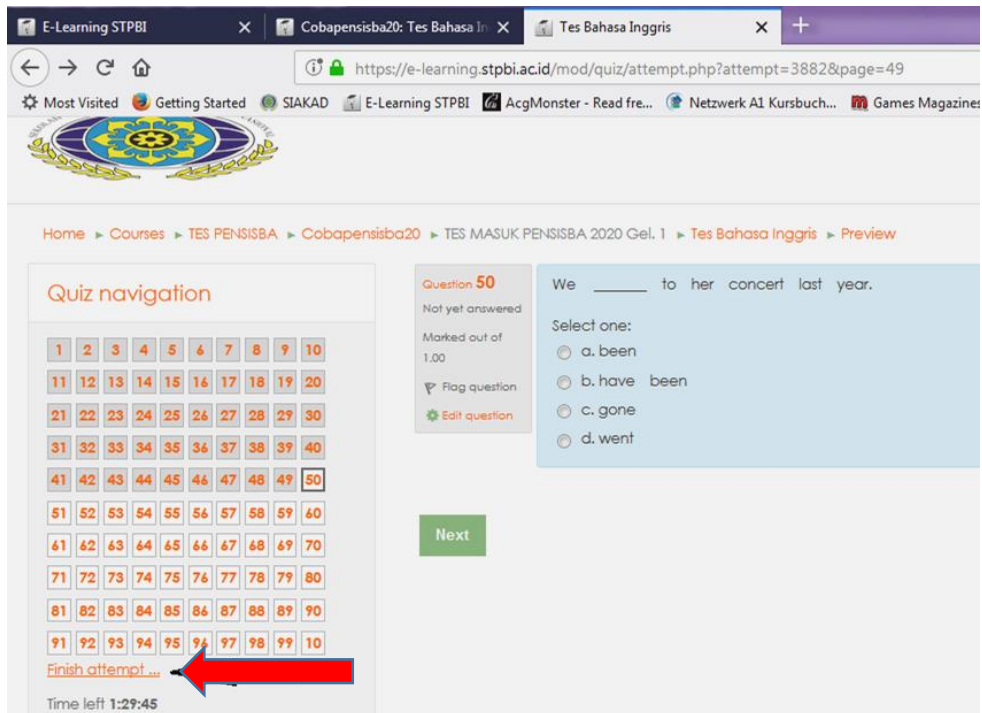 E-Learning STPBI
Cobapensisba20: Tes Bahasa In
Tes Bahasa Inggris
https://e-learning.stpbi.ac.id/mod/quiz/attempt.php?attempt=3882&page=49
Most Visited Getting Started SIAKAD E-Learning STPBI AcgMonster - Read fre... Netzwerk A1 Kursbuch... Games Magazines
Home ► Courses ► TES PENSISBA ► Cobapensisba20 ► TES MASUK PENSISBA 2020 Gel. 1 ► Tes Bahasa Inggris ► Preview
Quiz navigation
1 2 3 4 5 6 7 8 9 10
11 12 13 14 15 16 17 18 19 20
21 22 23 24 25 26 27 28 29 30
31 32 33 34 35 36 37 38 39 40
41 42 43 44 45 46 47 48 49 50
51 52 53 54 55 56 57 58 59 60
61 62 63 64 65 66 67 68 69 70
71 72 73 74 75 76 77 78 79 80
81 82 83 84 85 86 87 88 89 90
91 92 93 94 95 96 97 98 99 10
Finish attempt ...
Time left 1:29:45
Question 50
Not yet answered
Marked out of
1.00
Flag question
Edit question
We ______ to her concert last year.
Select one:
a. been
b. have been
c. gone
d. went
Next